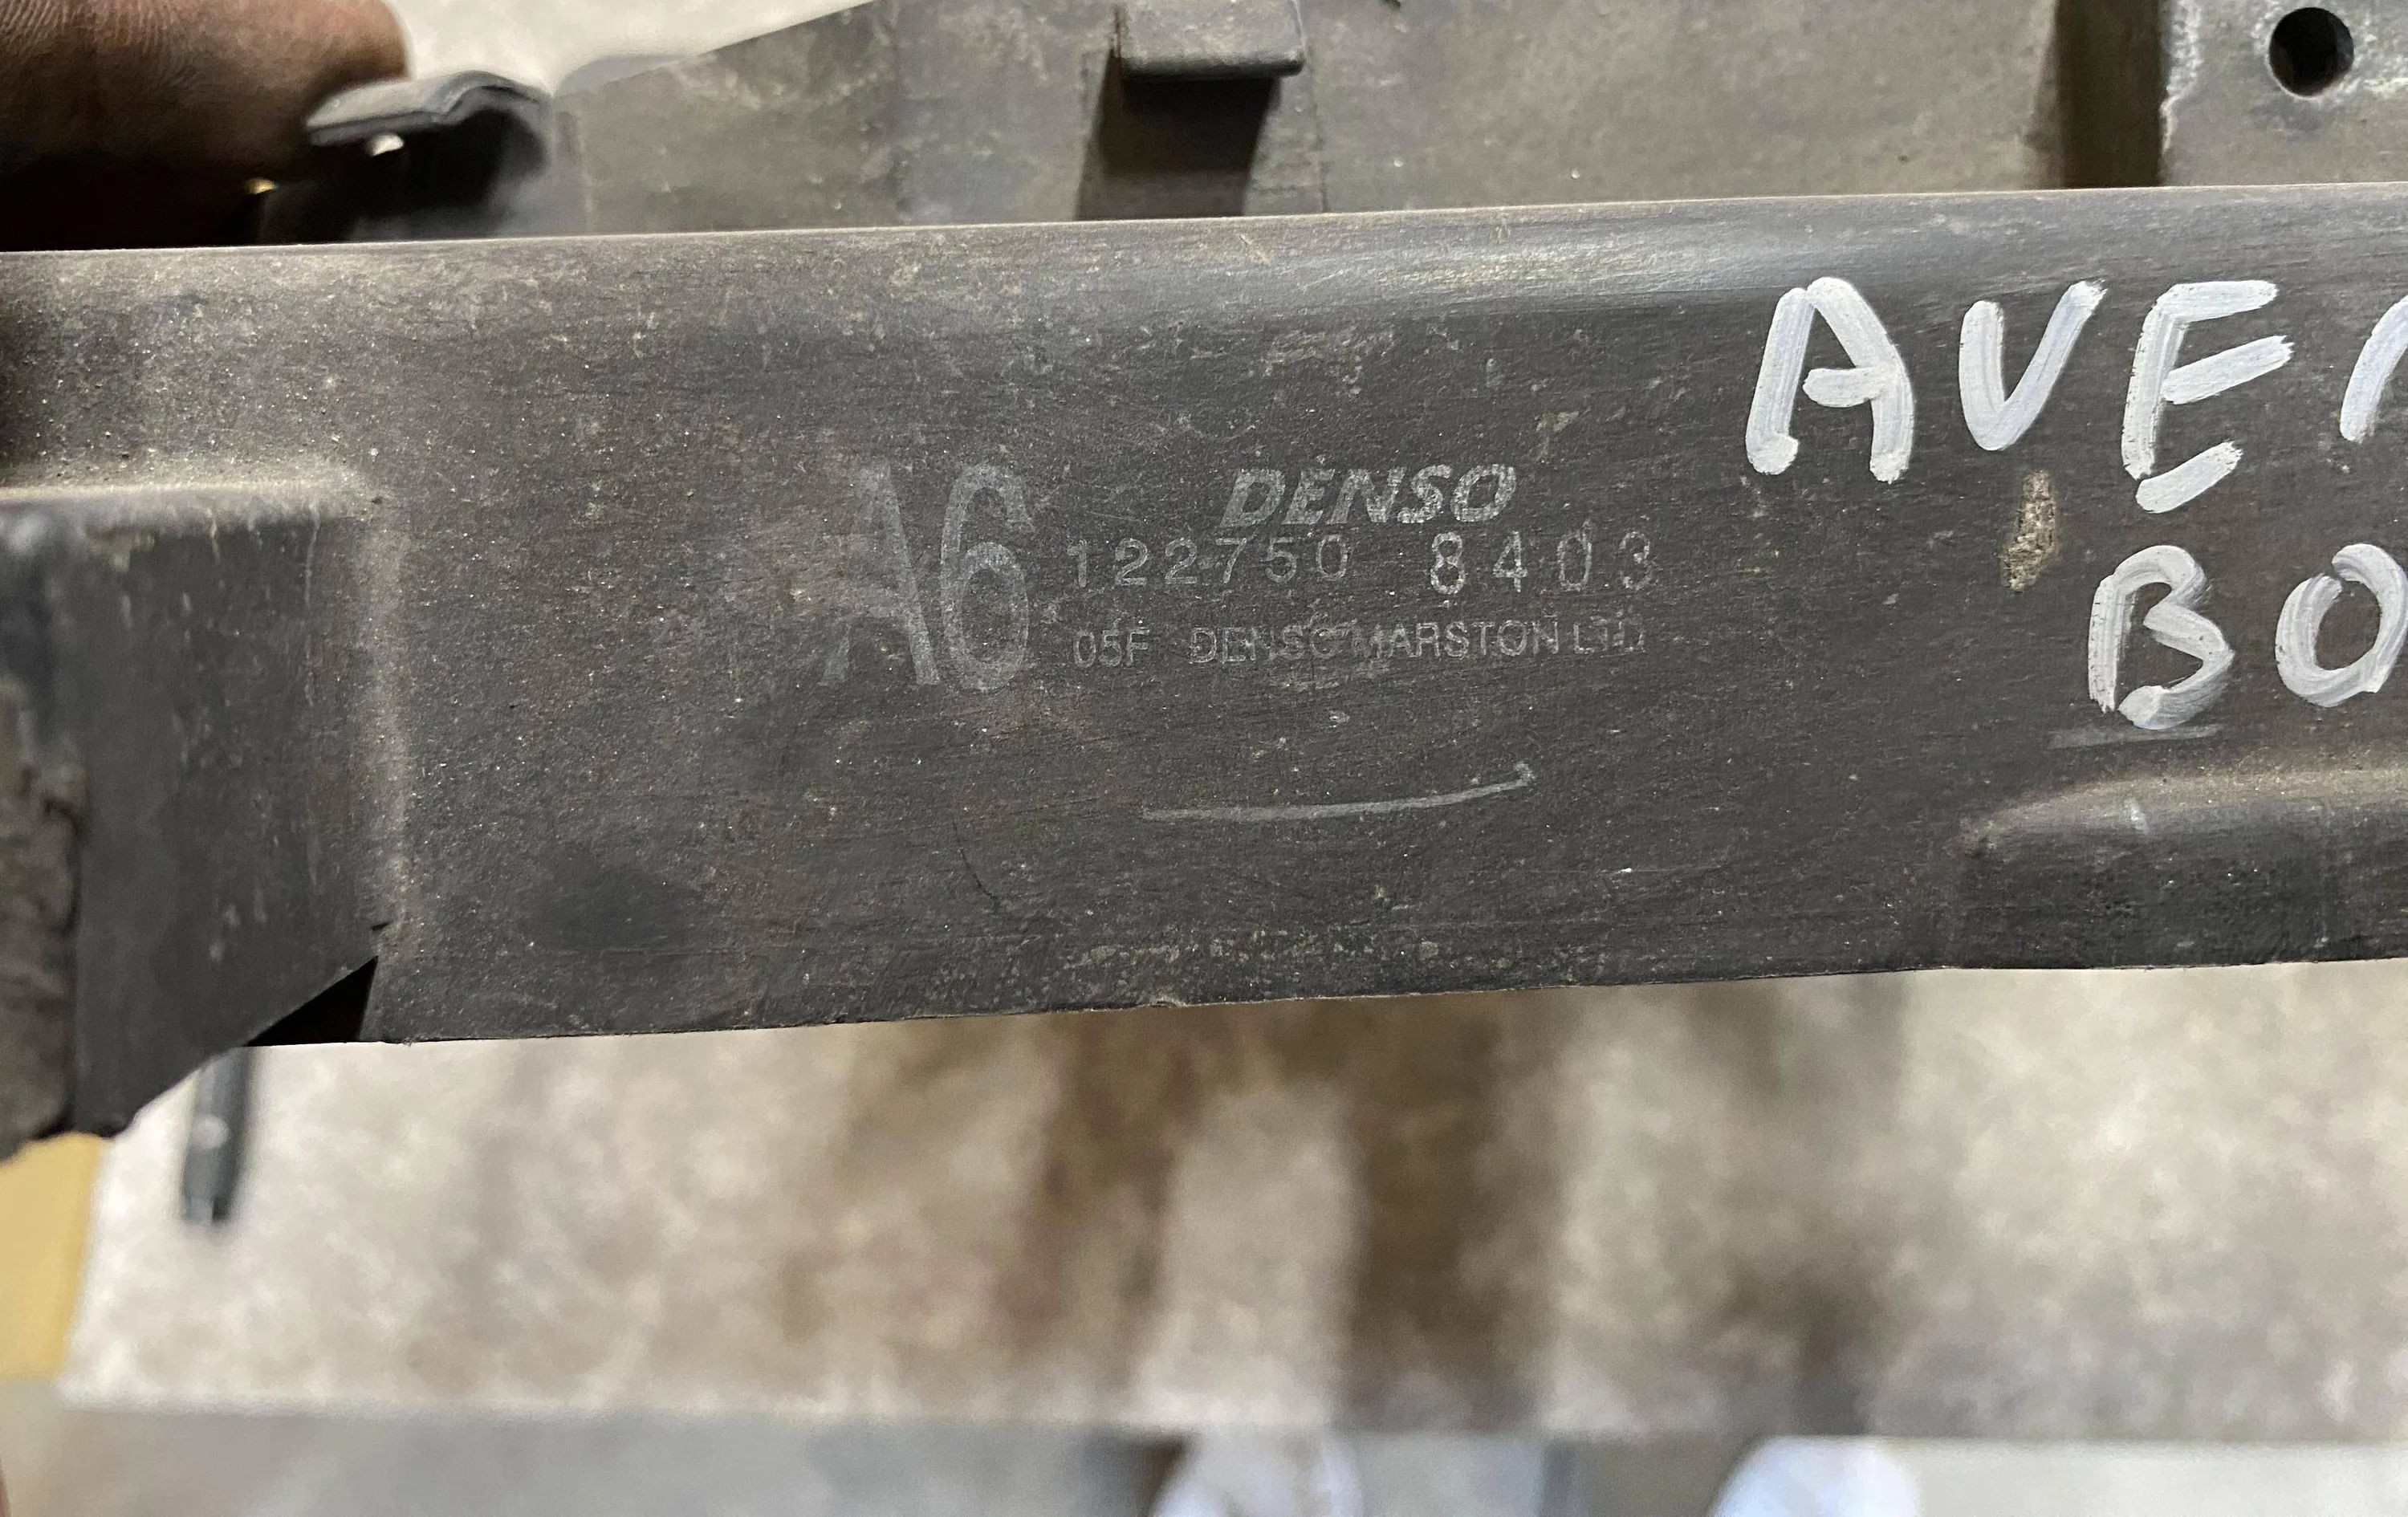 AVE
BO
A6
DENSO
122750 8403
05F DENSO MARSTON LTD